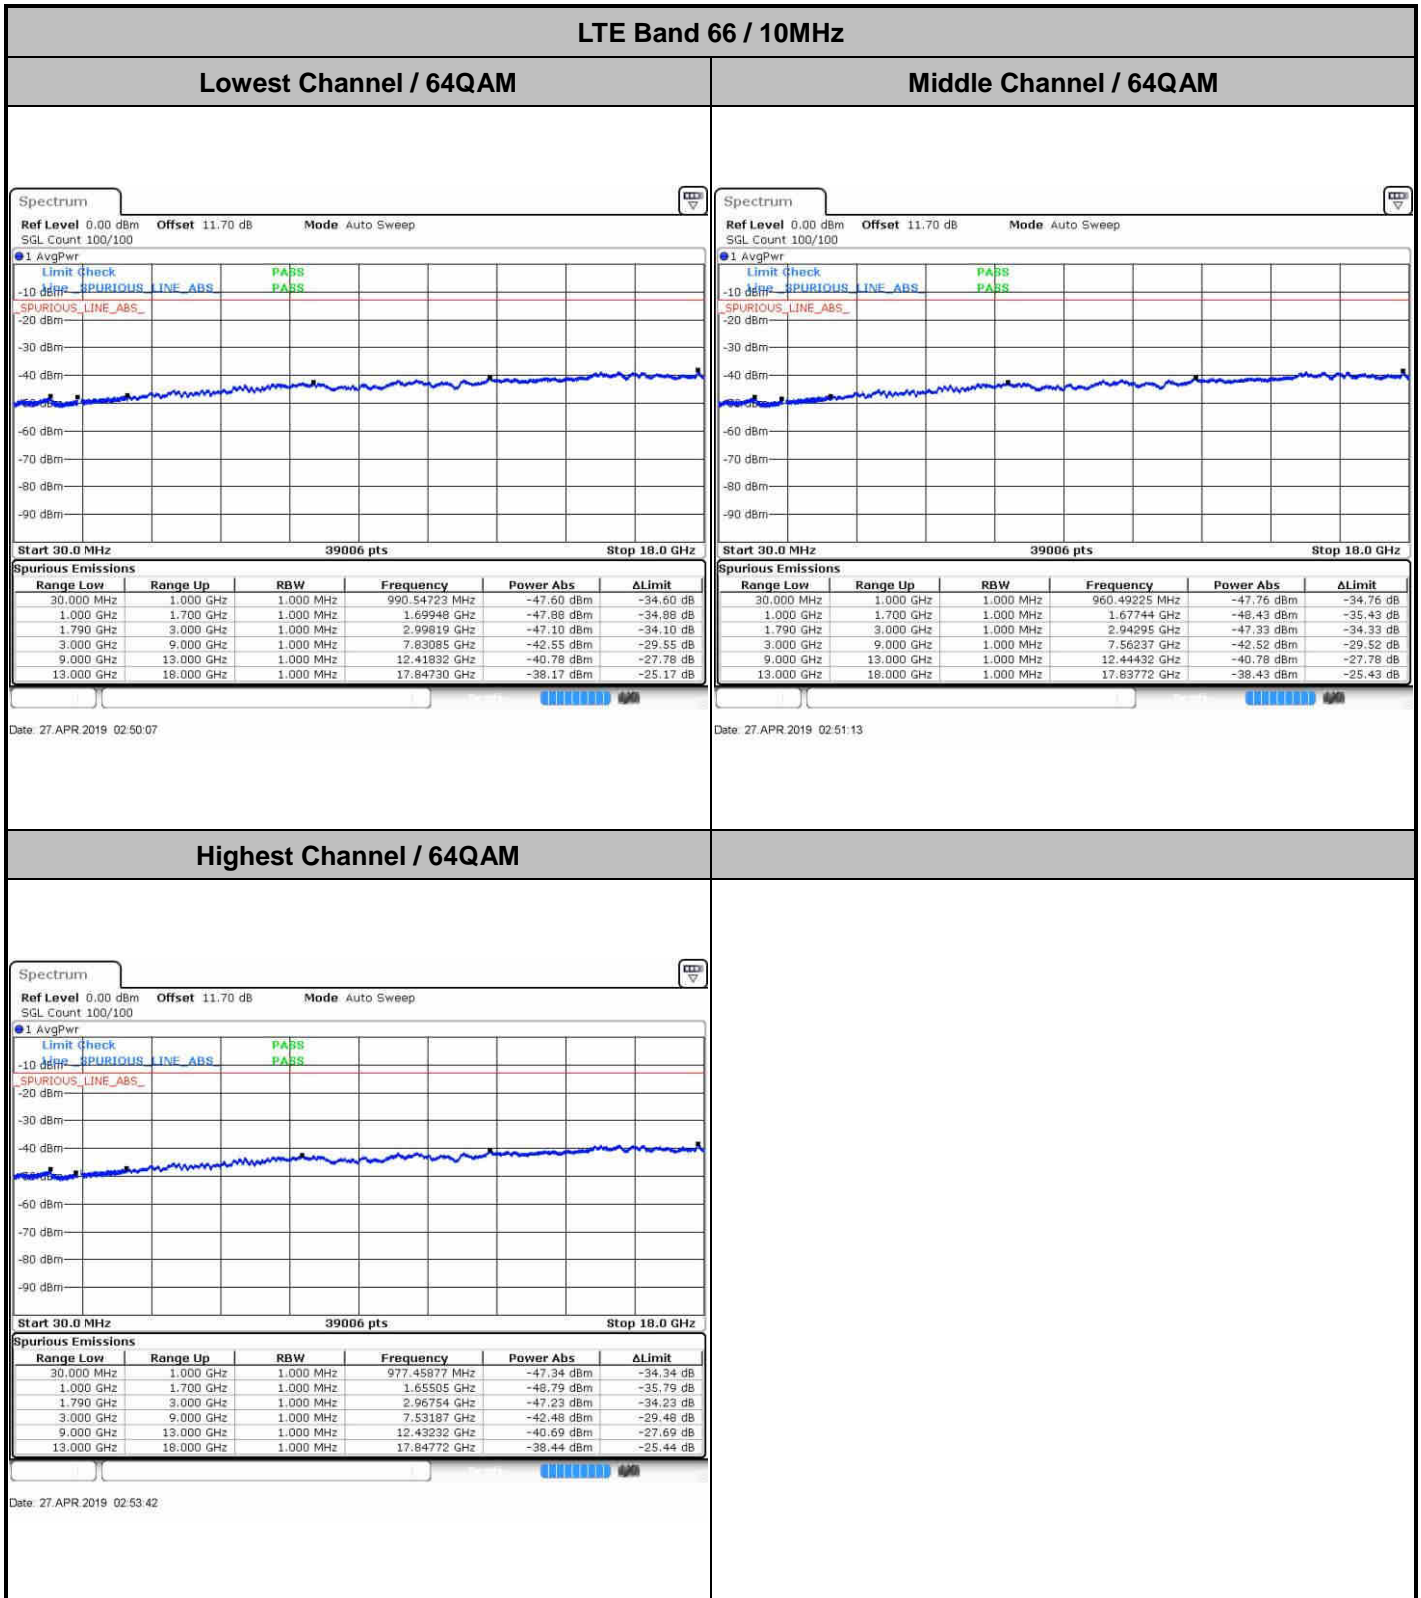 LTE Band 66 / 10MHz
Lowest Channel / 64QAM
Middle Channel / 64QAM
Spectrum
Ref Level 0.00 dBm Offset 11.70 dB Mode Auto Sweep
SGL Count 100/100
1 AvgPwr
Limit Check PASS
Line _SPURIOUS_LINE_ABS_ PASS
-10 dBm
_SPURIOUS_LINE_ABS_
-20 dBm
-30 dBm
-40 dBm
-50 dBm
-60 dBm
-70 dBm
-80 dBm
-90 dBm
Start 30.0 MHz 39006 pts Stop 18.0 GHz
Spurious Emissions
Range Low Range Up RBW Frequency Power Abs ΔLimit
30.000 MHz 1.000 GHz 1.000 MHz 990.54723 MHz -47.60 dBm -34.60 dB
1.000 GHz 1.700 GHz 1.000 MHz 1.69948 GHz -47.88 dBm -34.88 dB
1.790 GHz 3.000 GHz 1.000 MHz 2.99819 GHz -47.10 dBm -34.10 dB
3.000 GHz 9.000 GHz 1.000 MHz 7.83085 GHz -42.55 dBm -29.55 dB
9.000 GHz 13.000 GHz 1.000 MHz 12.41832 GHz -40.78 dBm -27.78 dB
13.000 GHz 18.000 GHz 1.000 MHz 17.84730 GHz -38.17 dBm -25.17 dB
Date: 27.APR.2019 02:50:07
Spectrum
Ref Level 0.00 dBm Offset 11.70 dB Mode Auto Sweep
SGL Count 100/100
1 AvgPwr
Limit Check PASS
Line _SPURIOUS_LINE_ABS_ PASS
-10 dBm
_SPURIOUS_LINE_ABS_
-20 dBm
-30 dBm
-40 dBm
-50 dBm
-60 dBm
-70 dBm
-80 dBm
-90 dBm
Start 30.0 MHz 39006 pts Stop 18.0 GHz
Spurious Emissions
Range Low Range Up RBW Frequency Power Abs ΔLimit
30.000 MHz 1.000 GHz 1.000 MHz 960.49225 MHz -47.76 dBm -34.76 dB
1.000 GHz 1.700 GHz 1.000 MHz 1.67744 GHz -48.43 dBm -35.43 dB
1.790 GHz 3.000 GHz 1.000 MHz 2.94295 GHz -47.33 dBm -34.33 dB
3.000 GHz 9.000 GHz 1.000 MHz 7.56237 GHz -42.52 dBm -29.52 dB
9.000 GHz 13.000 GHz 1.000 MHz 12.44432 GHz -40.78 dBm -27.78 dB
13.000 GHz 18.000 GHz 1.000 MHz 17.83772 GHz -38.43 dBm -25.43 dB
Date: 27.APR.2019 02:51:13
Highest Channel / 64QAM
Spectrum
Ref Level 0.00 dBm Offset 11.70 dB Mode Auto Sweep
SGL Count 100/100
1 AvgPwr
Limit Check PASS
Line _SPURIOUS_LINE_ABS_ PASS
-10 dBm
_SPURIOUS_LINE_ABS_
-20 dBm
-30 dBm
-40 dBm
-50 dBm
-60 dBm
-70 dBm
-80 dBm
-90 dBm
Start 30.0 MHz 39006 pts Stop 18.0 GHz
Spurious Emissions
Range Low Range Up RBW Frequency Power Abs ΔLimit
30.000 MHz 1.000 GHz 1.000 MHz 977.45877 MHz -47.34 dBm -34.34 dB
1.000 GHz 1.700 GHz 1.000 MHz 1.65505 GHz -48.79 dBm -35.79 dB
1.790 GHz 3.000 GHz 1.000 MHz 2.96754 GHz -47.23 dBm -34.23 dB
3.000 GHz 9.000 GHz 1.000 MHz 7.53187 GHz -42.48 dBm -29.48 dB
9.000 GHz 13.000 GHz 1.000 MHz 12.43232 GHz -40.69 dBm -27.69 dB
13.000 GHz 18.000 GHz 1.000 MHz 17.84772 GHz -38.44 dBm -25.44 dB
Date: 27.APR.2019 02:53:42